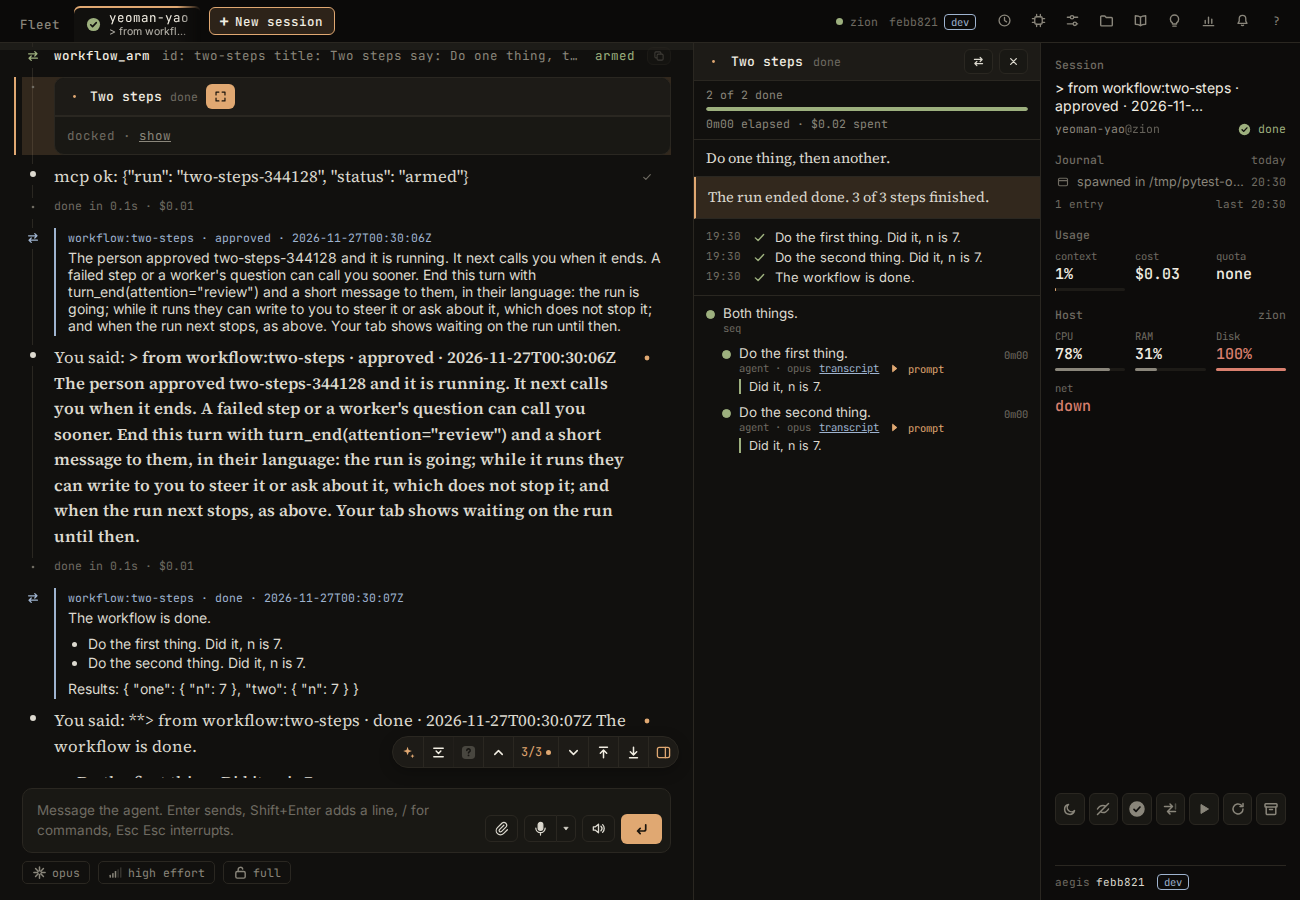 Fleet
yeoman-yao
> from workfl…
+ New session
zion febb821 dev
?
workflow_arm id: two-steps title: Two steps say: Do one thing, t… armed
Two steps done
docked · show
mcp ok: {"run": "two-steps-344128", "status": "armed"}
done in 0.1s · $0.01
workflow:two-steps · approved · 2026-11-27T00:30:06Z
The person approved two-steps-344128 and it is running. It next calls you when it ends. A
failed step or a worker's question can call you sooner. End this turn with
turn_end(attention="review") and a short message to them, in their language: the run is
going; while it runs they can write to you to steer it or ask about it, which does not stop it;
and when the run next stops, as above. Your tab shows waiting on the run until then.
You said: > from workflow:two-steps · approved · 2026-11-27T00:30:06Z
The person approved two-steps-344128 and it is running. It next calls
you when it ends. A failed step or a worker's question can call you
sooner. End this turn with turn_end(attention="review") and a short
message to them, in their language: the run is going; while it runs they
can write to you to steer it or ask about it, which does not stop it; and
when the run next stops, as above. Your tab shows waiting on the run
until then.
done in 0.1s · $0.01
workflow:two-steps · done · 2026-11-27T00:30:07Z
The workflow is done.
• Do the first thing. Did it, n is 7.
• Do the second thing. Did it, n is 7.
Results: { "one": { "n": 7 }, "two": { "n": 7 } }
You said: **> from workflow:two-steps · done · 2026-11-27T00:30:07Z The
workflow is done.
? 3/3
Message the agent. Enter sends, Shift+Enter adds a line, / for
commands, Esc Esc interrupts.
opus high effort full
Two steps done
2 of 2 done
0m00 elapsed · $0.02 spent
Do one thing, then another.
The run ended done. 3 of 3 steps finished.
19:30 Do the first thing. Did it, n is 7.
19:30 Do the second thing. Did it, n is 7.
19:30 The workflow is done.
Both things.
seq
Do the first thing. 0m00
agent · opus transcript prompt
Did it, n is 7.
Do the second thing. 0m00
agent · opus transcript prompt
Did it, n is 7.
Session
> from workflow:two-steps ·
approved · 2026-11-…
yeoman-yao@zion done
Journal today
spawned in /tmp/pytest-o… 20:30
1 entry last 20:30
Usage
context cost quota
1% $0.03 none
Host zion
CPU RAM Disk
78% 31% 100%
net
down
aegis febb821 dev